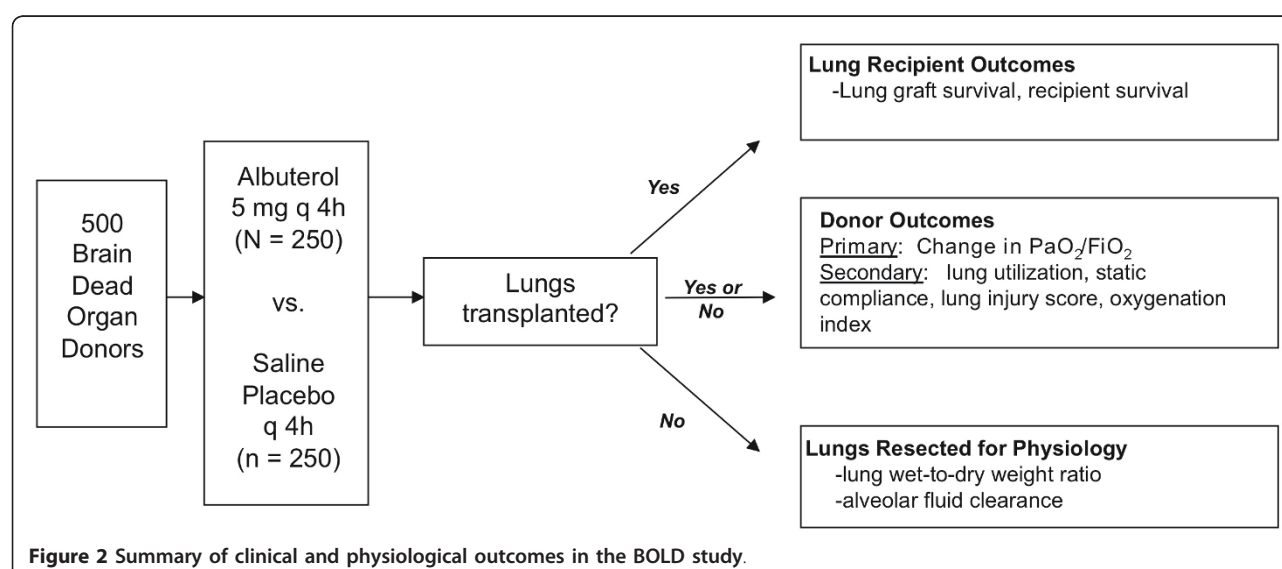 500
Brain
Dead
Organ
Donors
Albuterol
5 mg q 4h
(N = 250)
vs.
Saline
Placebo
q 4h
(n = 250)
Lungs
transplanted?
Yes
Yes or
No
No
Lung Recipient Outcomes
-Lung graft survival, recipient survival
Donor Outcomes
Primary: Change in PaO₂/FiO₂
Secondary: lung utilization, static
compliance, lung injury score, oxygenation
index
Lungs Resected for Physiology
-lung wet-to-dry weight ratio
-alveolar fluid clearance
Figure 2 Summary of clinical and physiological outcomes in the BOLD study.